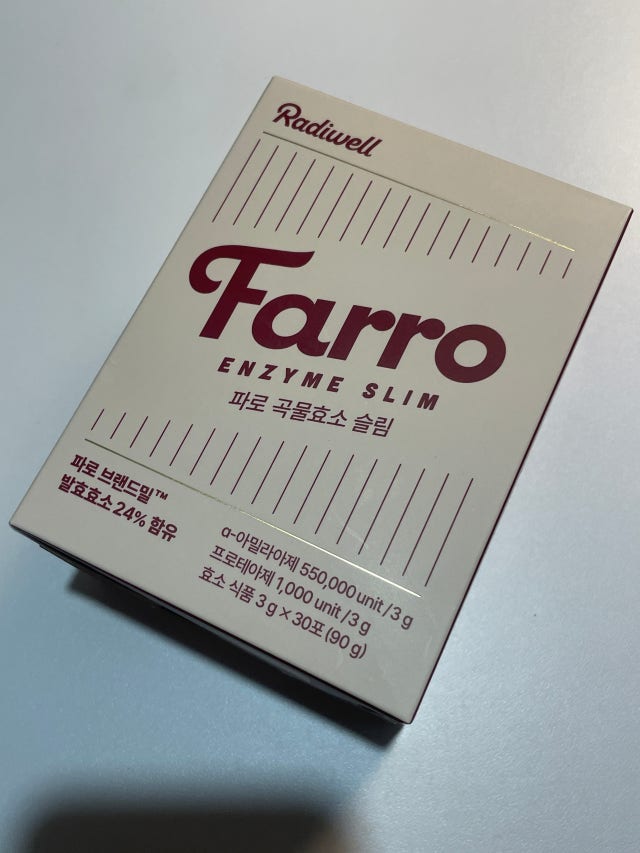 Radiwell
Farro
ENZYME SLIM
파로 곡물효소 슬림
파로 브랜드밀™
발효효소 24% 함유
α-아밀라아제 550,000 unit /3 g
프로테아제 1,000 unit /3 g
효소 식품 3 g × 30포 (90 g)